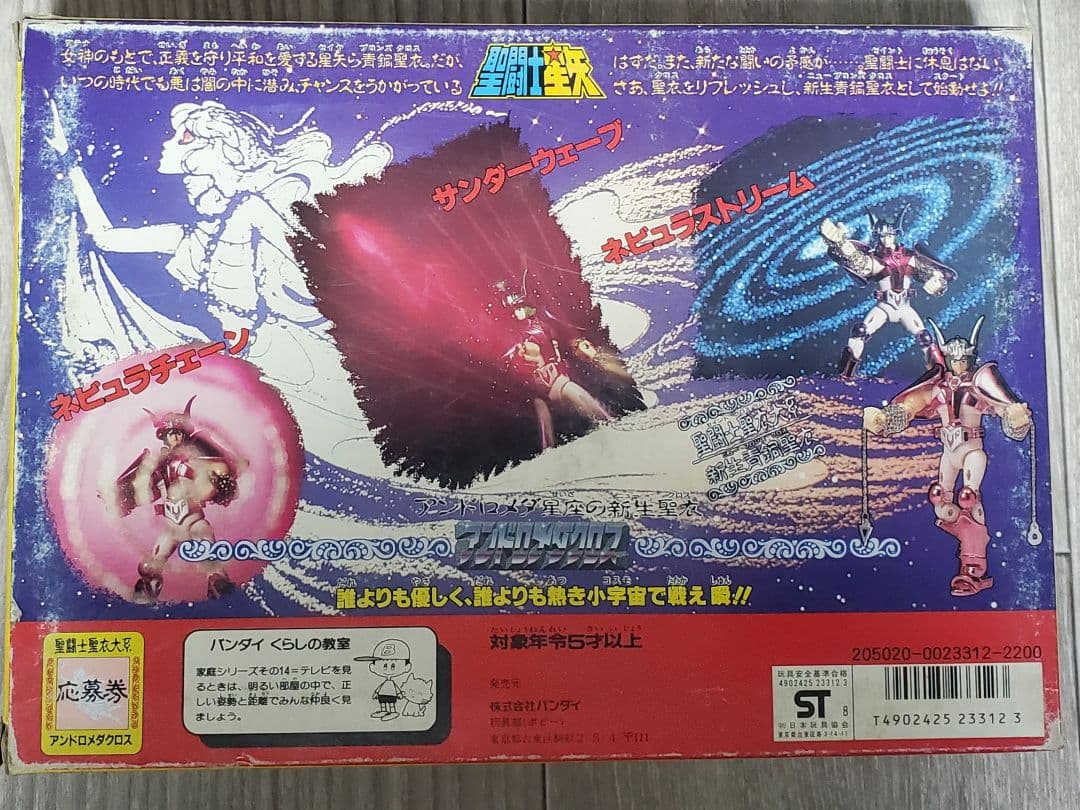 女神のもとで、正義を守り平和を愛する星矢ら青銅聖衣。だが、
いつの時代でも悪は闇の中に潜み、チャンスをうかがっている
聖闘士星矢
はずだ。また、新たな闘いの予感が……聖闘士に休息はない。
さあ、聖衣をリフレッシュし、新生青銅聖衣として始動せよ!!
サンダーウェーブ
ネビュラストリーム
ネビュラチェーン
聖闘士聖衣大系
新生青銅聖衣
アンドロメダ星座の新生聖衣
アンドロメダクロス
誰よりも優しく、誰よりも熱き小宇宙で戦え 瞬!!
聖闘士聖衣大系
応募券
アンドロメダクロス
バンダイ くらしの教室
家庭シリーズその14=テレビを見
るときは、明るい部屋の中で、正
しい姿勢と距離でみんな仲良く見
ましょう。
B
対象年令5才以上
発売元
株式会社バンダイ
玩具部(ポピー)
205020-0023312-2200
玩具安全基準合格
4902425 23312 3
ST 8
(社)日本玩具協会
T4902425 23312 3